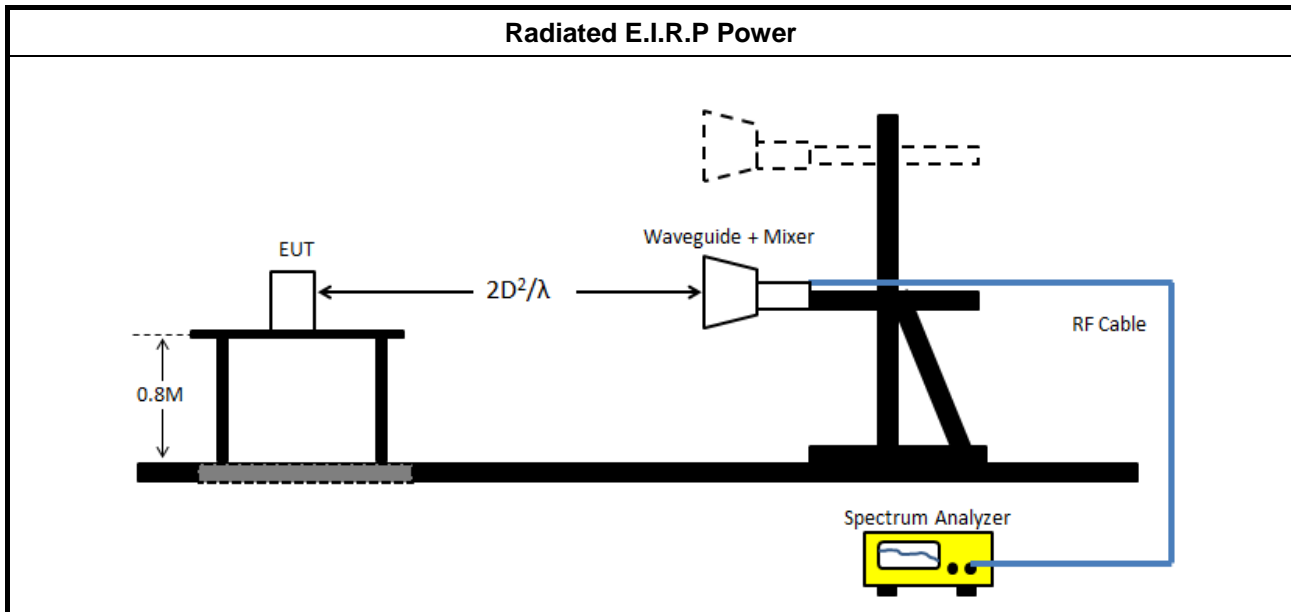 Radiated E.I.R.P Power
EUT
Waveguide + Mixer
2D²/λ
RF Cable
0.8M
Spectrum Analyzer